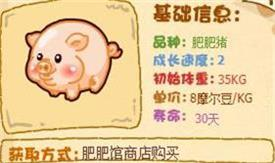 基础信息:
品种: 肥肥猪
成长速度: 2
初始体重: 35KG
单价: 8摩尔豆/KG
寿命: 30天
获取方式: 肥肥馆商店购买